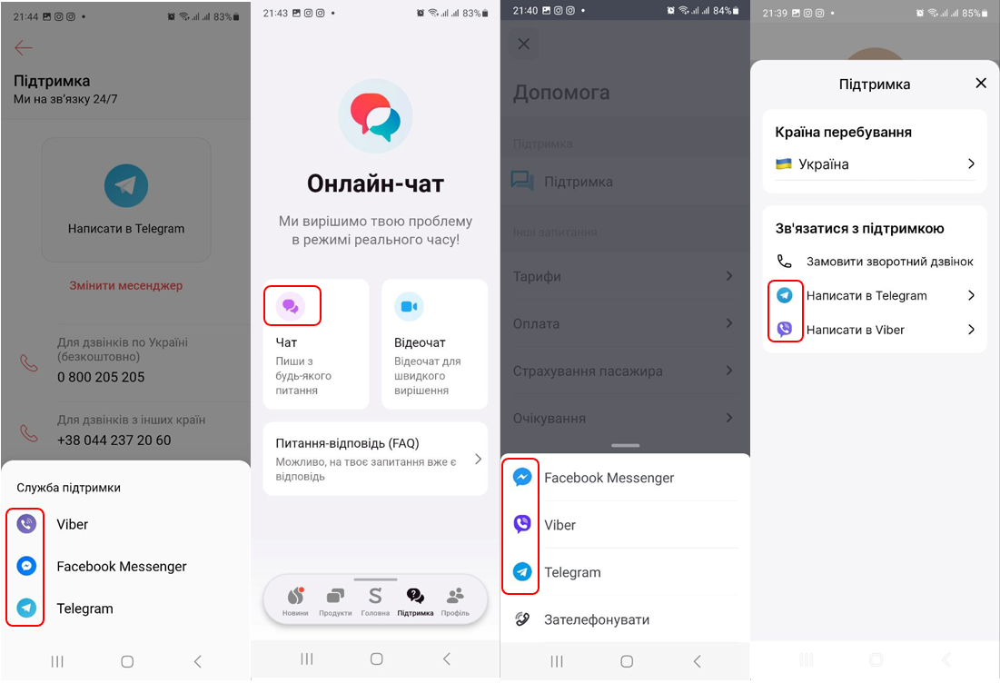 21:44
83%
Підтримка
Ми на зв'язку 24/7
Написати в Telegram
Змінити месенджер
Для дзвінків по Україні
(безкоштовно)
0 800 205 205
Для дзвінків з інших країн
+38 044 237 20 60
Служба підтримки
Viber
Facebook Messenger
Telegram
21:43
83%
Онлайн-чат
Ми вирішимо твою проблему
в режимі реального часу!
Чат
Пиши з
будь-якого
питання
Відеочат
Відеочат для
швидкого
вирішення
Питання-відповідь (FAQ)
Можливо, на твоє запитання вже є
відповідь
Новини
Продукти
Головна
Підтримка
Профіль
21:40
84%
Допомога
Підтримка
Підтримка
Інші запитання
Тарифи
Оплата
Страхування пасажира
Очікування
Facebook Messenger
Viber
Telegram
Зателефонувати
21:39
85%
Підтримка
Країна перебування
Україна
Зв'язатися з підтримкою
Замовити зворотний дзвінок
Написати в Telegram
Написати в Viber